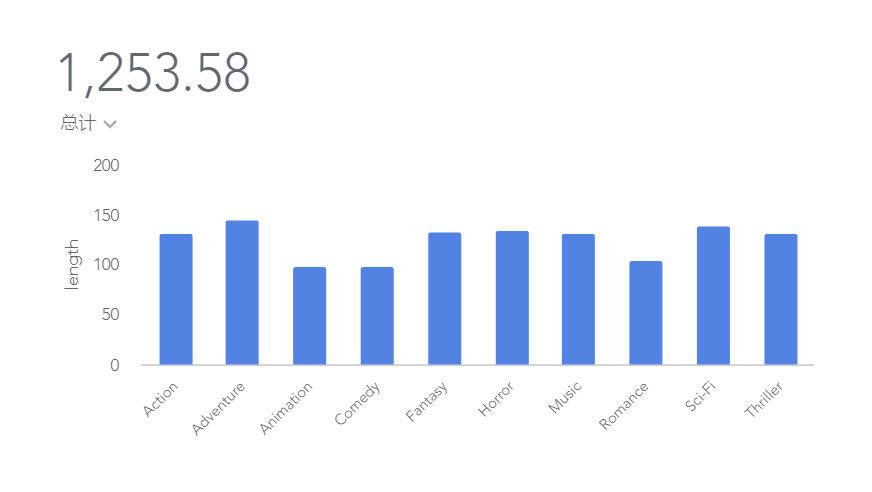 1,253.58
总计
200
150
100
50
0
length
Action
Adventure
Animation
Comedy
Fantasy
Horror
Music
Romance
Sci-Fi
Thriller